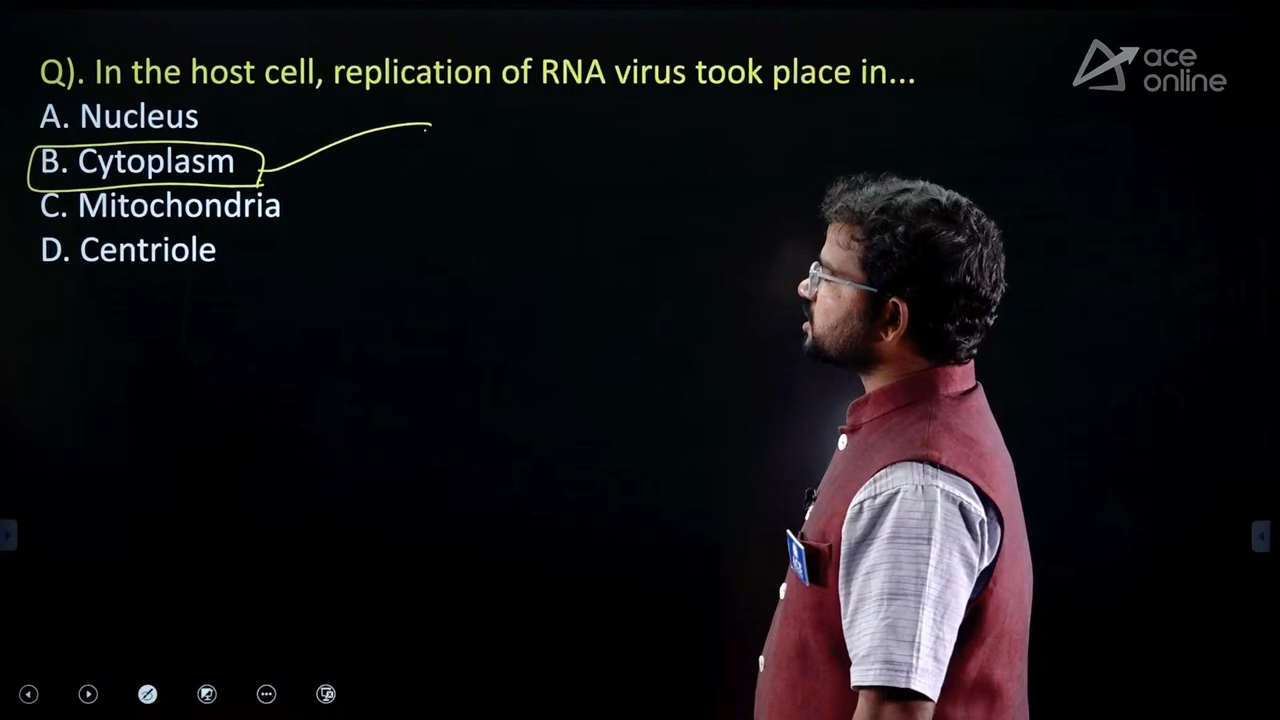 Q). In the host cell, replication of RNA virus took place in...
A. Nucleus
B. Cytoplasm
C. Mitochondria
D. Centriole
ace
online